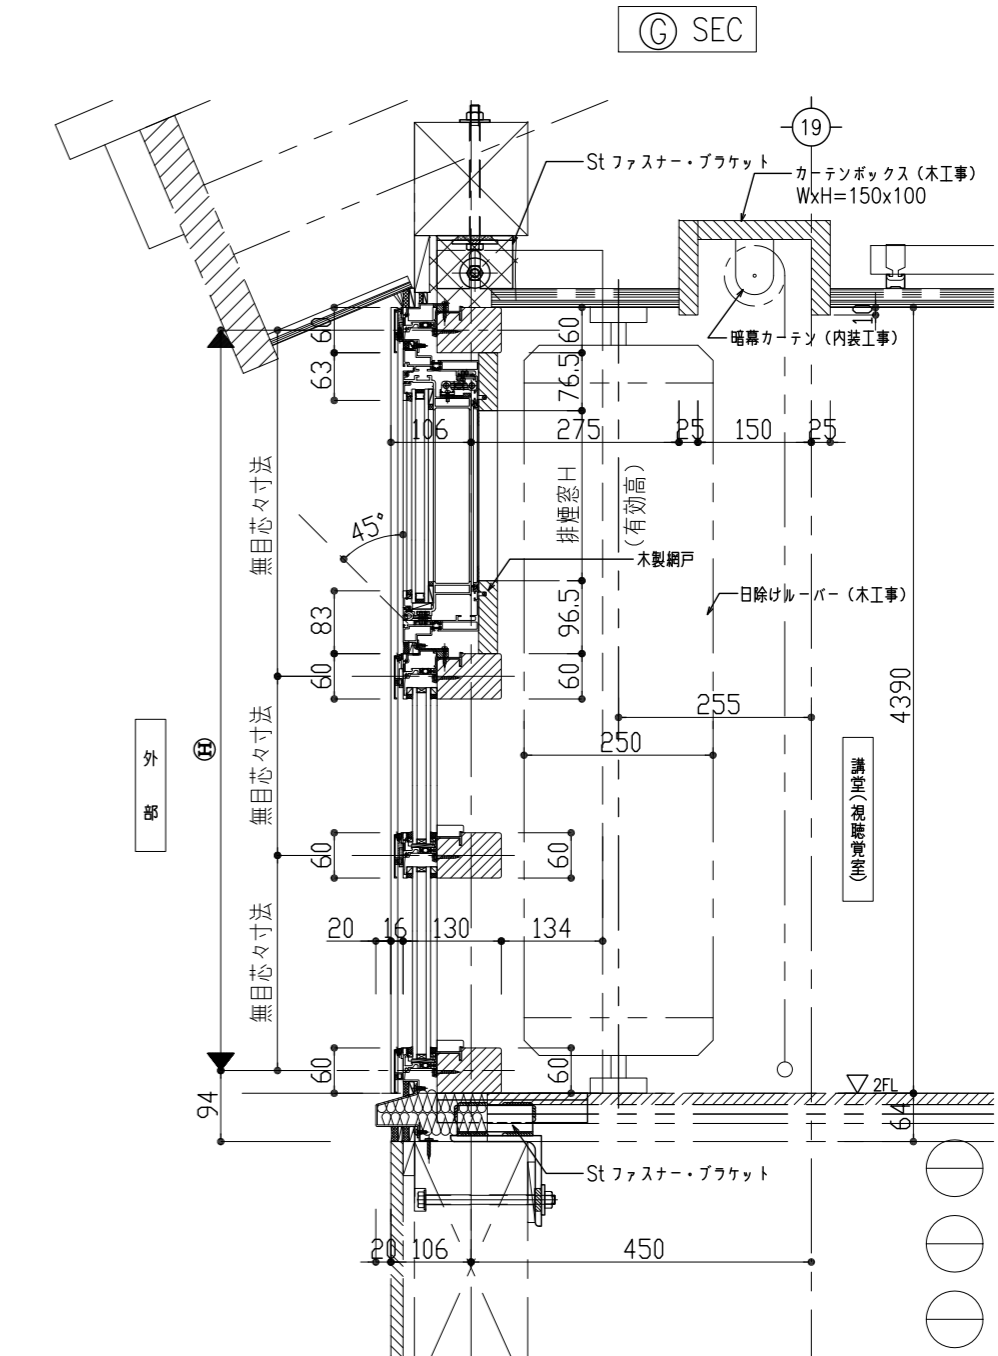 G SEC
19
St ファスナー・ブラケット
カーテンボックス（木工事）
WxH=150x100
暗幕カーテン（内装工事）
10
60
63
60
76.5
106
275
25
150
25
無目芯々寸法
45°
排煙窓H
（有効高）
木製網戸
日除けルーバー（木工事）
83
96.5
60
60
255
250
4390
外部
H
無目芯々寸法
講堂（視聴覚室）
60
60
無目芯々寸法
20
16
130
134
60
60
2FL
94
64
St ファスナー・ブラケット
20
106
450